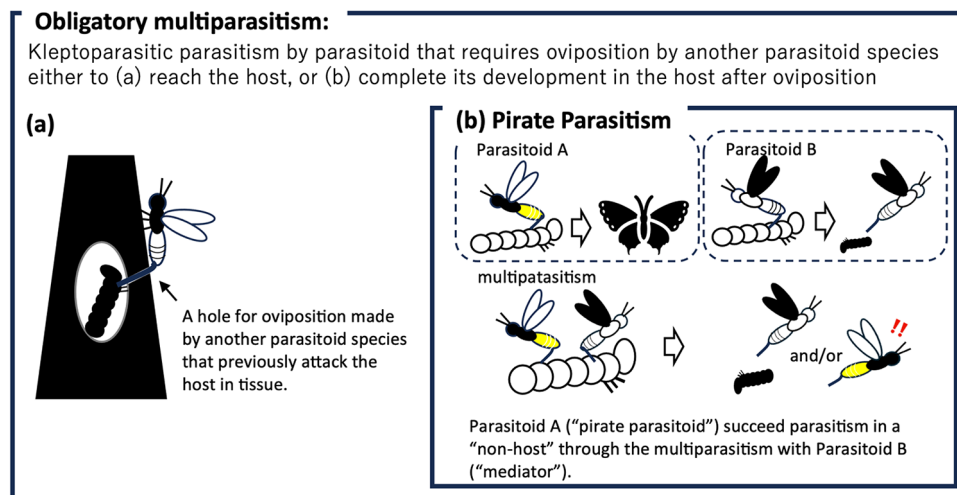 Obligatory multiparasitism:
Kleptoparasitic parasitism by parasitoid that requires oviposition by another parasitoid species
either to (a) reach the host, or (b) complete its development in the host after oviposition
(a)
A hole for oviposition made
by another parasitoid species
that previously attack the
host in tissue.
(b) Pirate Parasitism
Parasitoid A
Parasitoid B
multipatasitism
and/or
!!
Parasitoid A (“pirate parasitoid”) succeed parasitism in a
“non-host” through the multiparasitism with Parasitoid B
(“mediator”).